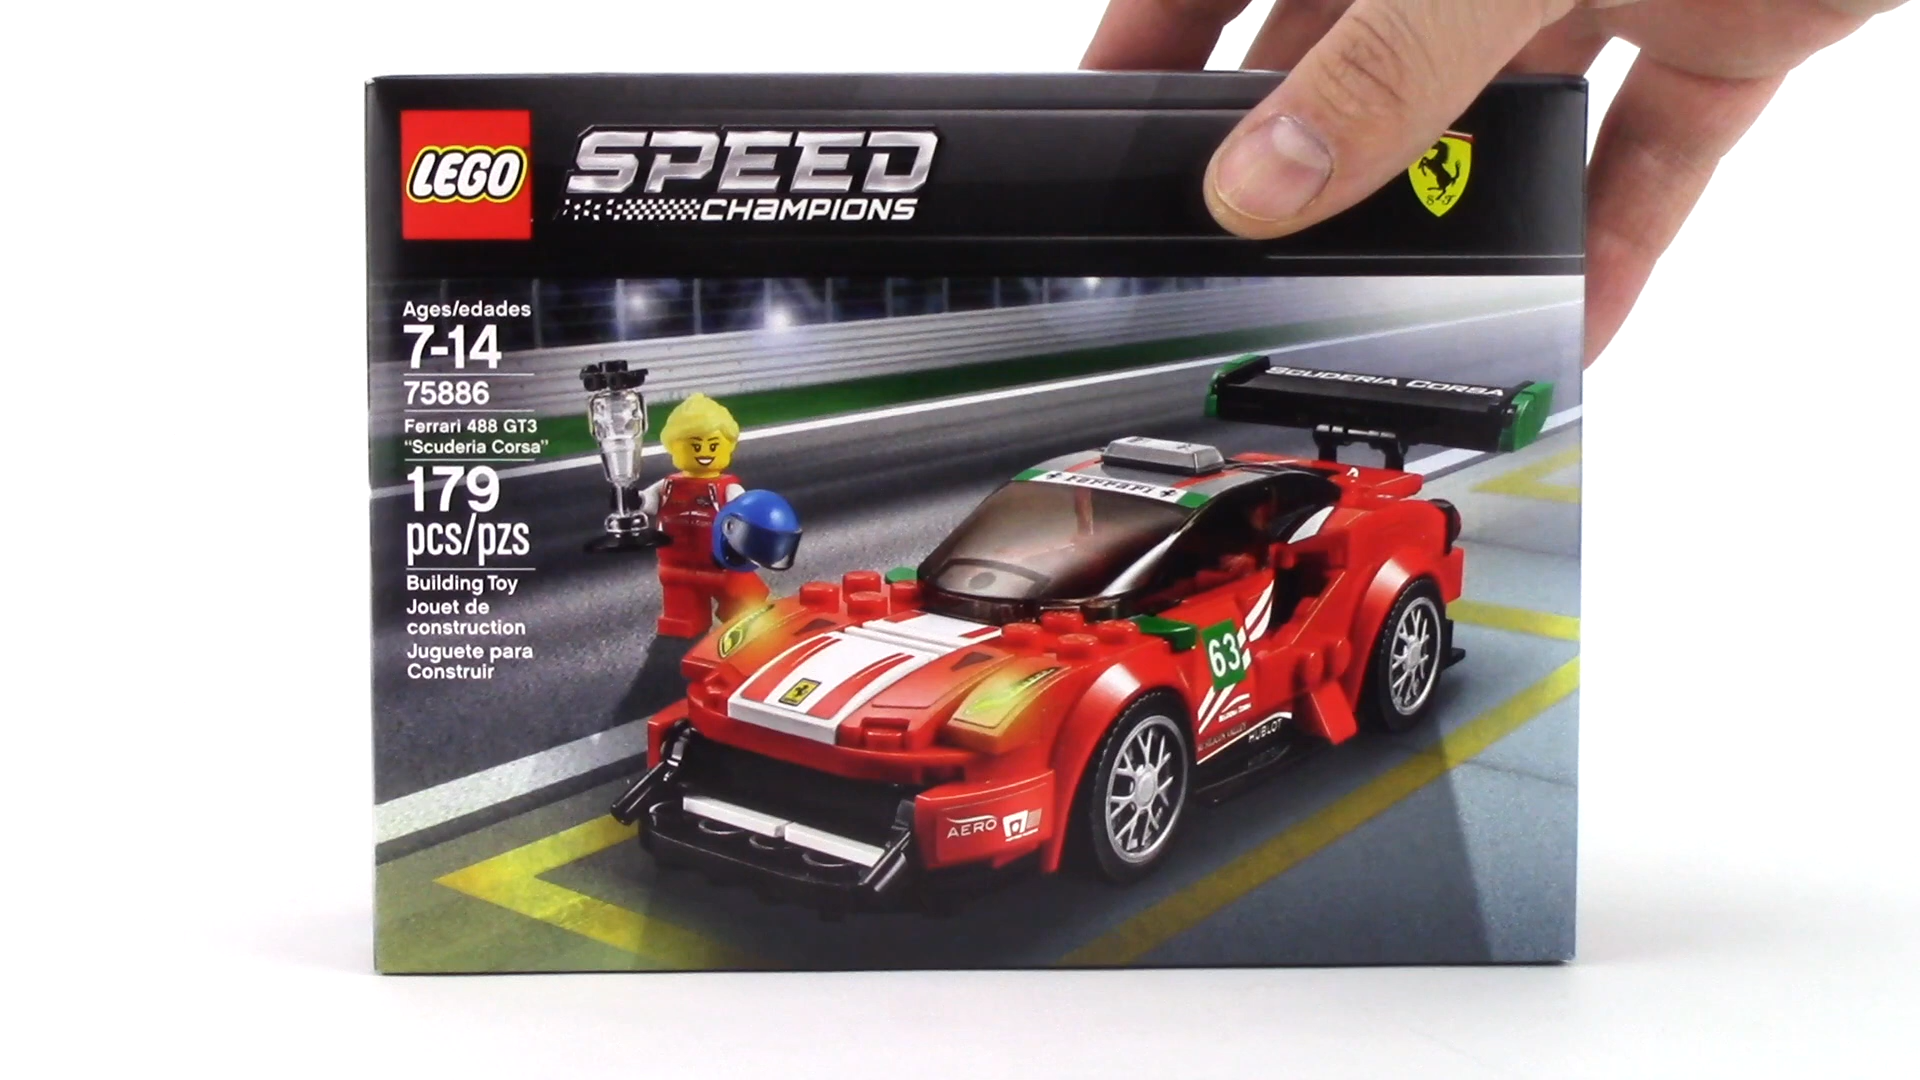 LEGO
SPEED
CHAMPIONS
S F
Ages/edades
7-14
75886
Ferrari 488 GT3
“Scuderia Corsa”
179
pcs/pzs
Building Toy
Jouet de
construction
Juguete para
Construir
SCUDERIA CORSA
Ferrari
63
HUBLOT
AERO